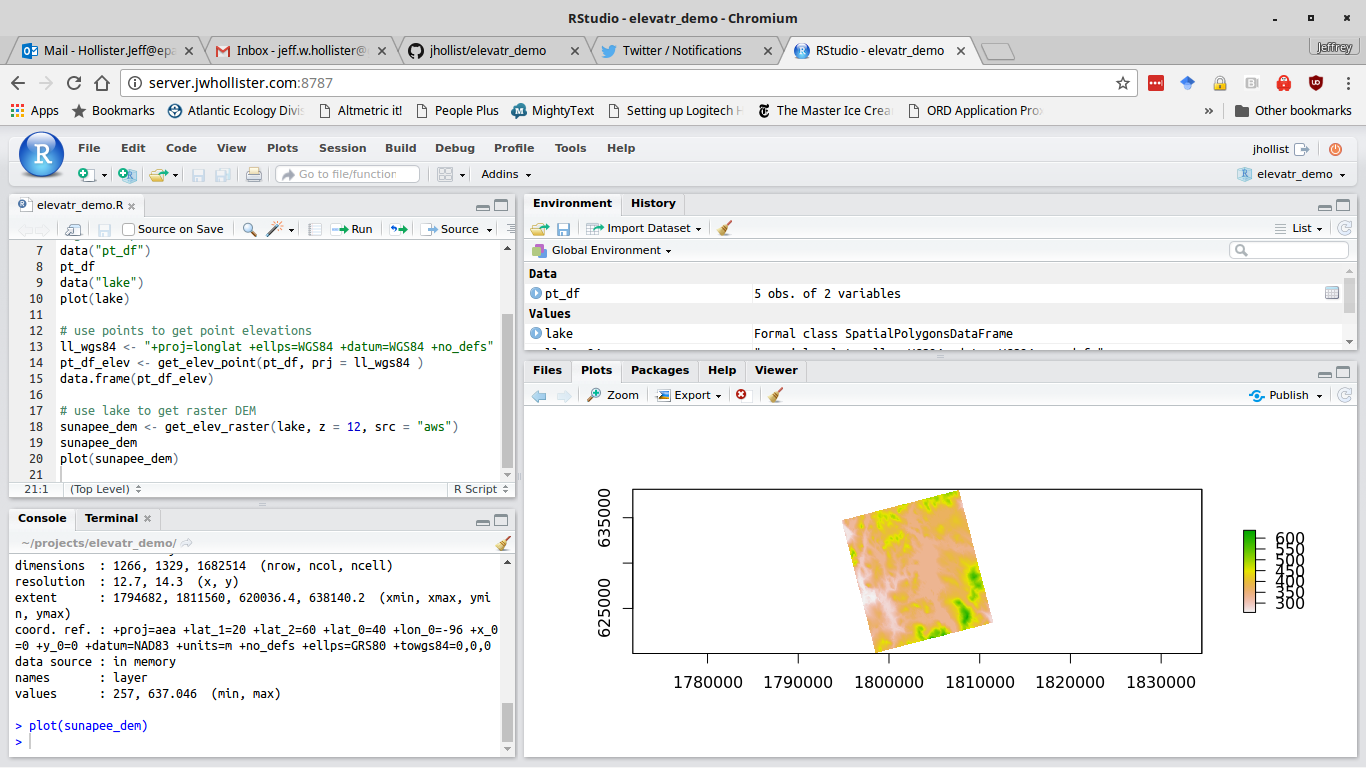 RStudio - elevatr_demo - Chromium
Mail - Hollister.Jeff@epa
Inbox - jeff.w.hollister@
jhollist/elevatr_demo
Twitter / Notifications
RStudio - elevatr_demo
Jeffrey
server.jwhollister.com:8787
Apps
Bookmarks
Atlantic Ecology Divis
Altmetric it!
People Plus
MightyText
Setting up Logitech H
The Master Ice Crea
ORD Application Pro
»
Other bookmarks
File Edit Code View Plots Session Build Debug Profile Tools Help
jhollist
Go to file/function
Addins
elevatr_demo
elevatr_demo.R
Source on Save
Run
Source
7 data("pt_df")
8 pt_df
9 data("lake")
10 plot(lake)
11
12 # use points to get point elevations
13 ll_wgs84 <- "+proj=longlat +ellps=WGS84 +datum=WGS84 +no_defs"
14 pt_df_elev <- get_elev_point(pt_df, prj = ll_wgs84 )
15 data.frame(pt_df_elev)
16
17 # use lake to get raster DEM
18 sunapee_dem <- get_elev_raster(lake, z = 12, src = "aws")
19 sunapee_dem
20 plot(sunapee_dem)
21
21:1 (Top Level) R Script
Console Terminal
~/projects/elevatr_demo/
dimensions  : 1266, 1329, 1682514  (nrow, ncol, ncell)
resolution  : 12.7, 14.3  (x, y)
extent      : 1794682, 1811560, 620036.4, 638140.2  (xmin, xmax, ymi
n, ymax)
coord. ref. : +proj=aea +lat_1=20 +lat_2=60 +lat_0=40 +lon_0=-96 +x_0
=0 +y_0=0 +datum=NAD83 +units=m +no_defs +ellps=GRS80 +towgs84=0,0,0
data source : in memory
names       : layer
values      : 257, 637.046  (min, max)
> plot(sunapee_dem)
>
Environment History
Import Dataset
List
Global Environment
Data
pt_df 5 obs. of 2 variables
Values
lake Formal class SpatialPolygonsDataFrame
Files Plots Packages Help Viewer
Zoom
Export
Publish
635000
625000
1780000 1790000 1800000 1810000 1820000 1830000
600
550
500
450
400
350
300